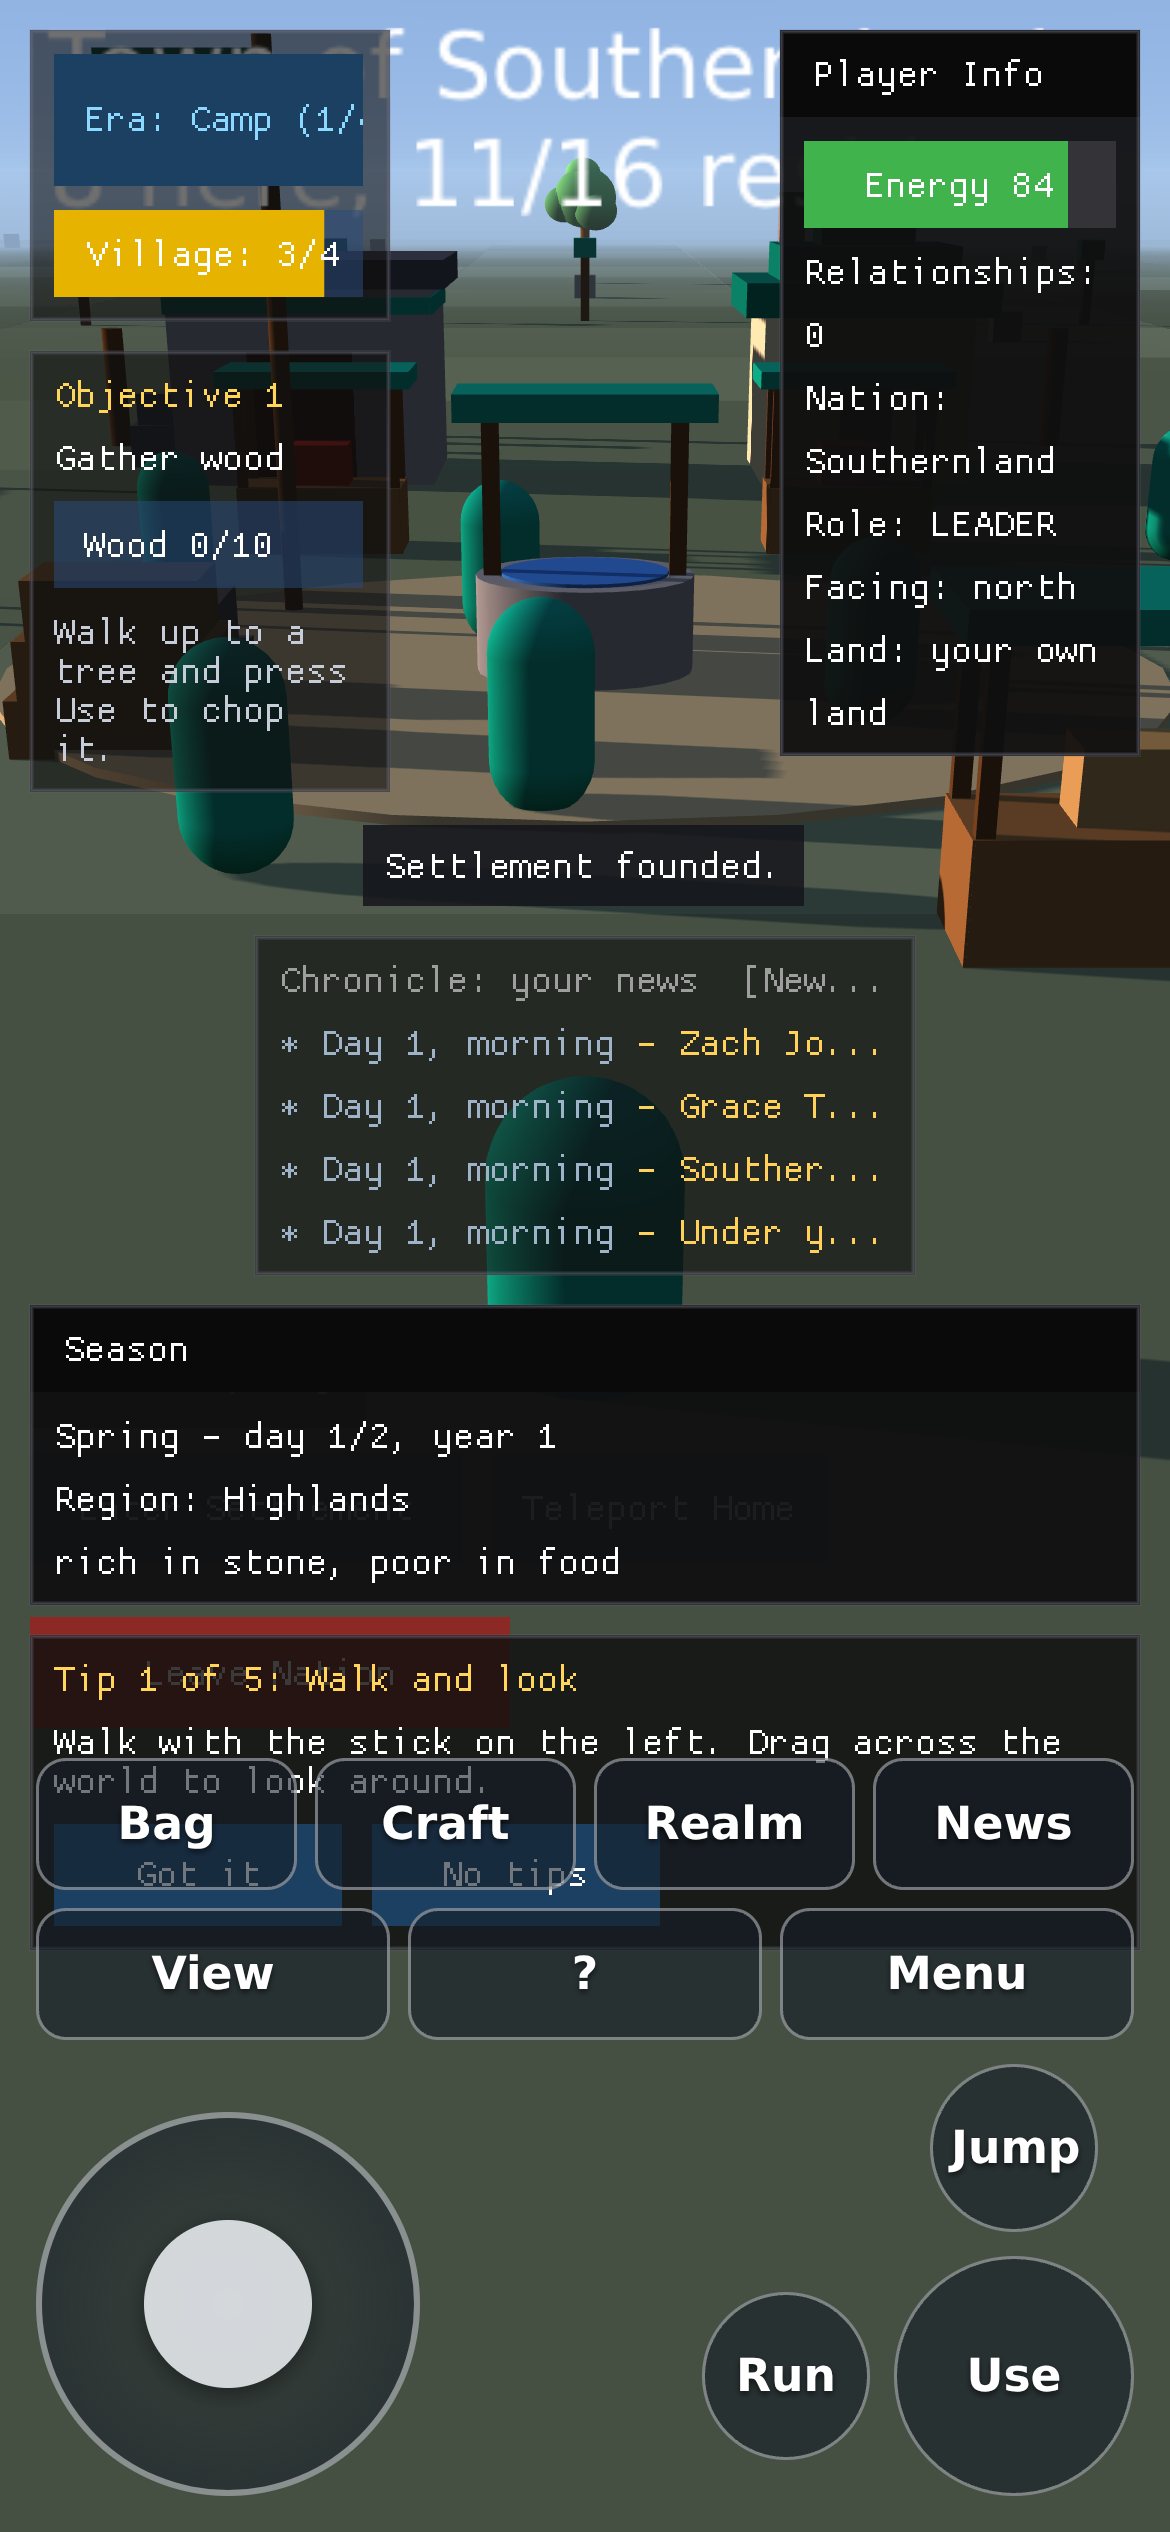 of Souther
11/16 re
Era: Camp (1/
Village: 3/4
Objective 1
Gather wood
Wood 0/10
Walk up to a
tree and press
Use to chop
it.
Player Info
Energy 84
Relationships:
0
Nation:
Southernland
Role: LEADER
Facing: north
Land: your own
land
Settlement founded.
Chronicle: your news [New...
* Day 1, morning - Zach Jo...
* Day 1, morning - Grace T...
* Day 1, morning - Souther...
* Day 1, morning - Under y...
Season
Spring - day 1/2, year 1
Region: Highlands
rich in stone, poor in food
Teleport Home
Leave Nation
Tip 1 of 5: Walk and look
Walk with the stick on the left. Drag across the
world to look around.
Got it
No tips
Bag
Craft
Realm
News
View
?
Menu
Jump
Run
Use